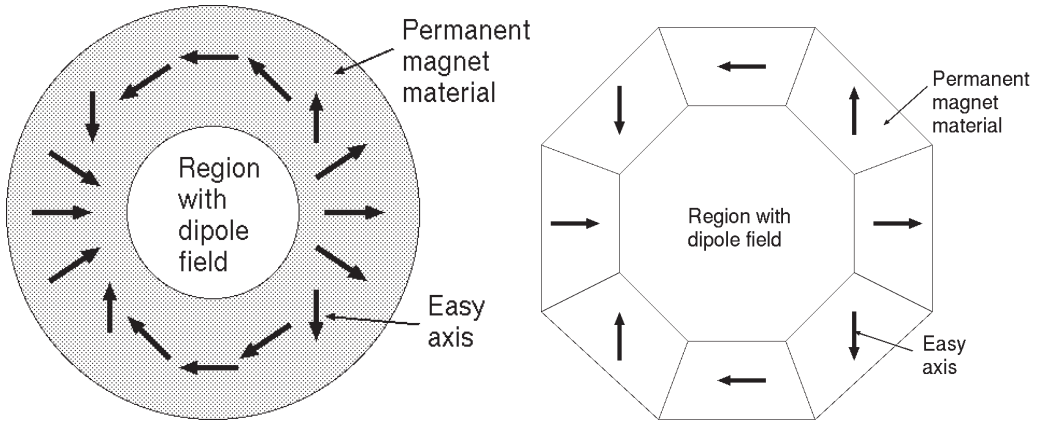 Permanent
magnet
material
Region
with
dipole
field
Easy
axis
Permanent
magnet
material
Region with
dipole field
Easy
axis